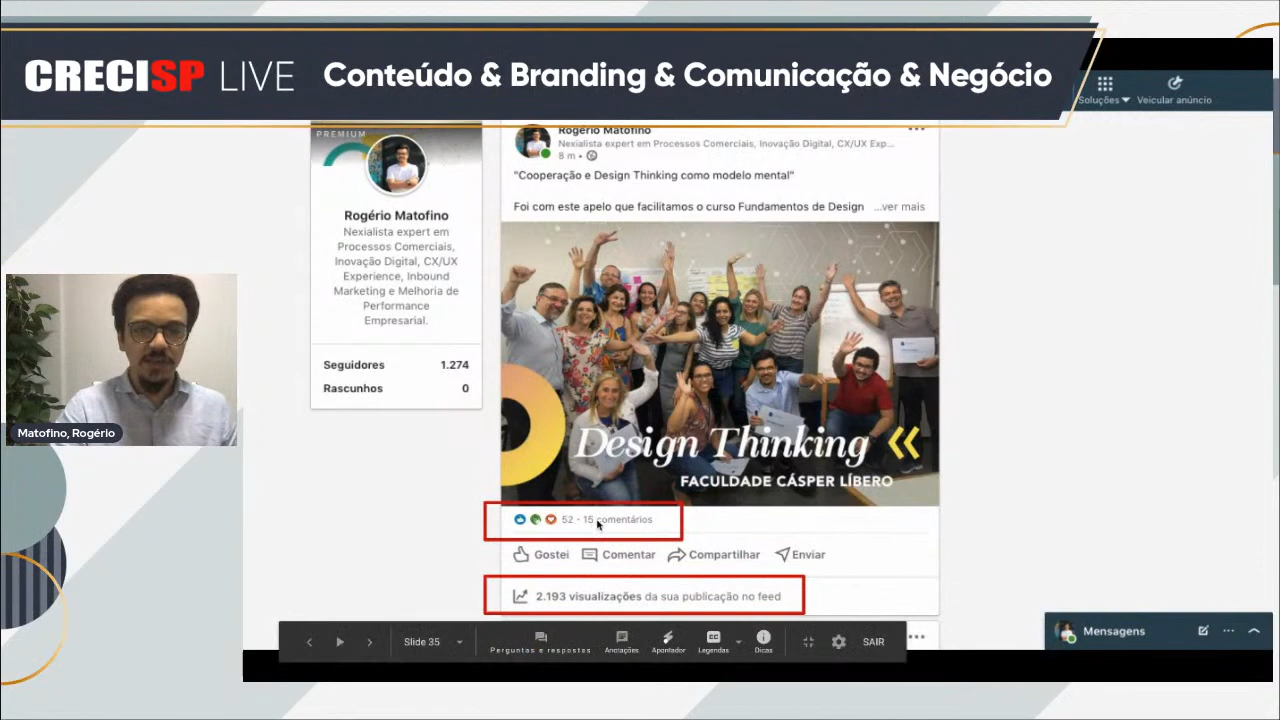 CRECISP LIVE
Conteúdo & Branding & Comunicação & Negócio
Soluções
Veicular anúncio
PREMIUM
Rogério Matofino
Nexialista expert em
Processos Comerciais,
Inovação Digital, CX/UX
Experience, Inbound
Marketing e Melhoria de
Performance
Empresarial.
Seguidores 1.274
Rascunhos 0
Rogério Matofino
Nexialista expert em Processos Comerciais, Inovação Digital, CX/UX Exp...
8 m •
"Cooperação e Design Thinking como modelo mental"
Foi com este apelo que facilitamos o curso Fundamentos de Design ...ver mais
Design Thinking
FACULDADE CÁSPER LÍBERO
52 · 15 comentários
Gostei Comentar Compartilhar Enviar
2.193 visualizações da sua publicação no feed
Matofino, Rogério
Slide 35
Perguntas e respostos
Anotações
Apontador
Legendas
Dicas
SAIR
Mensagens